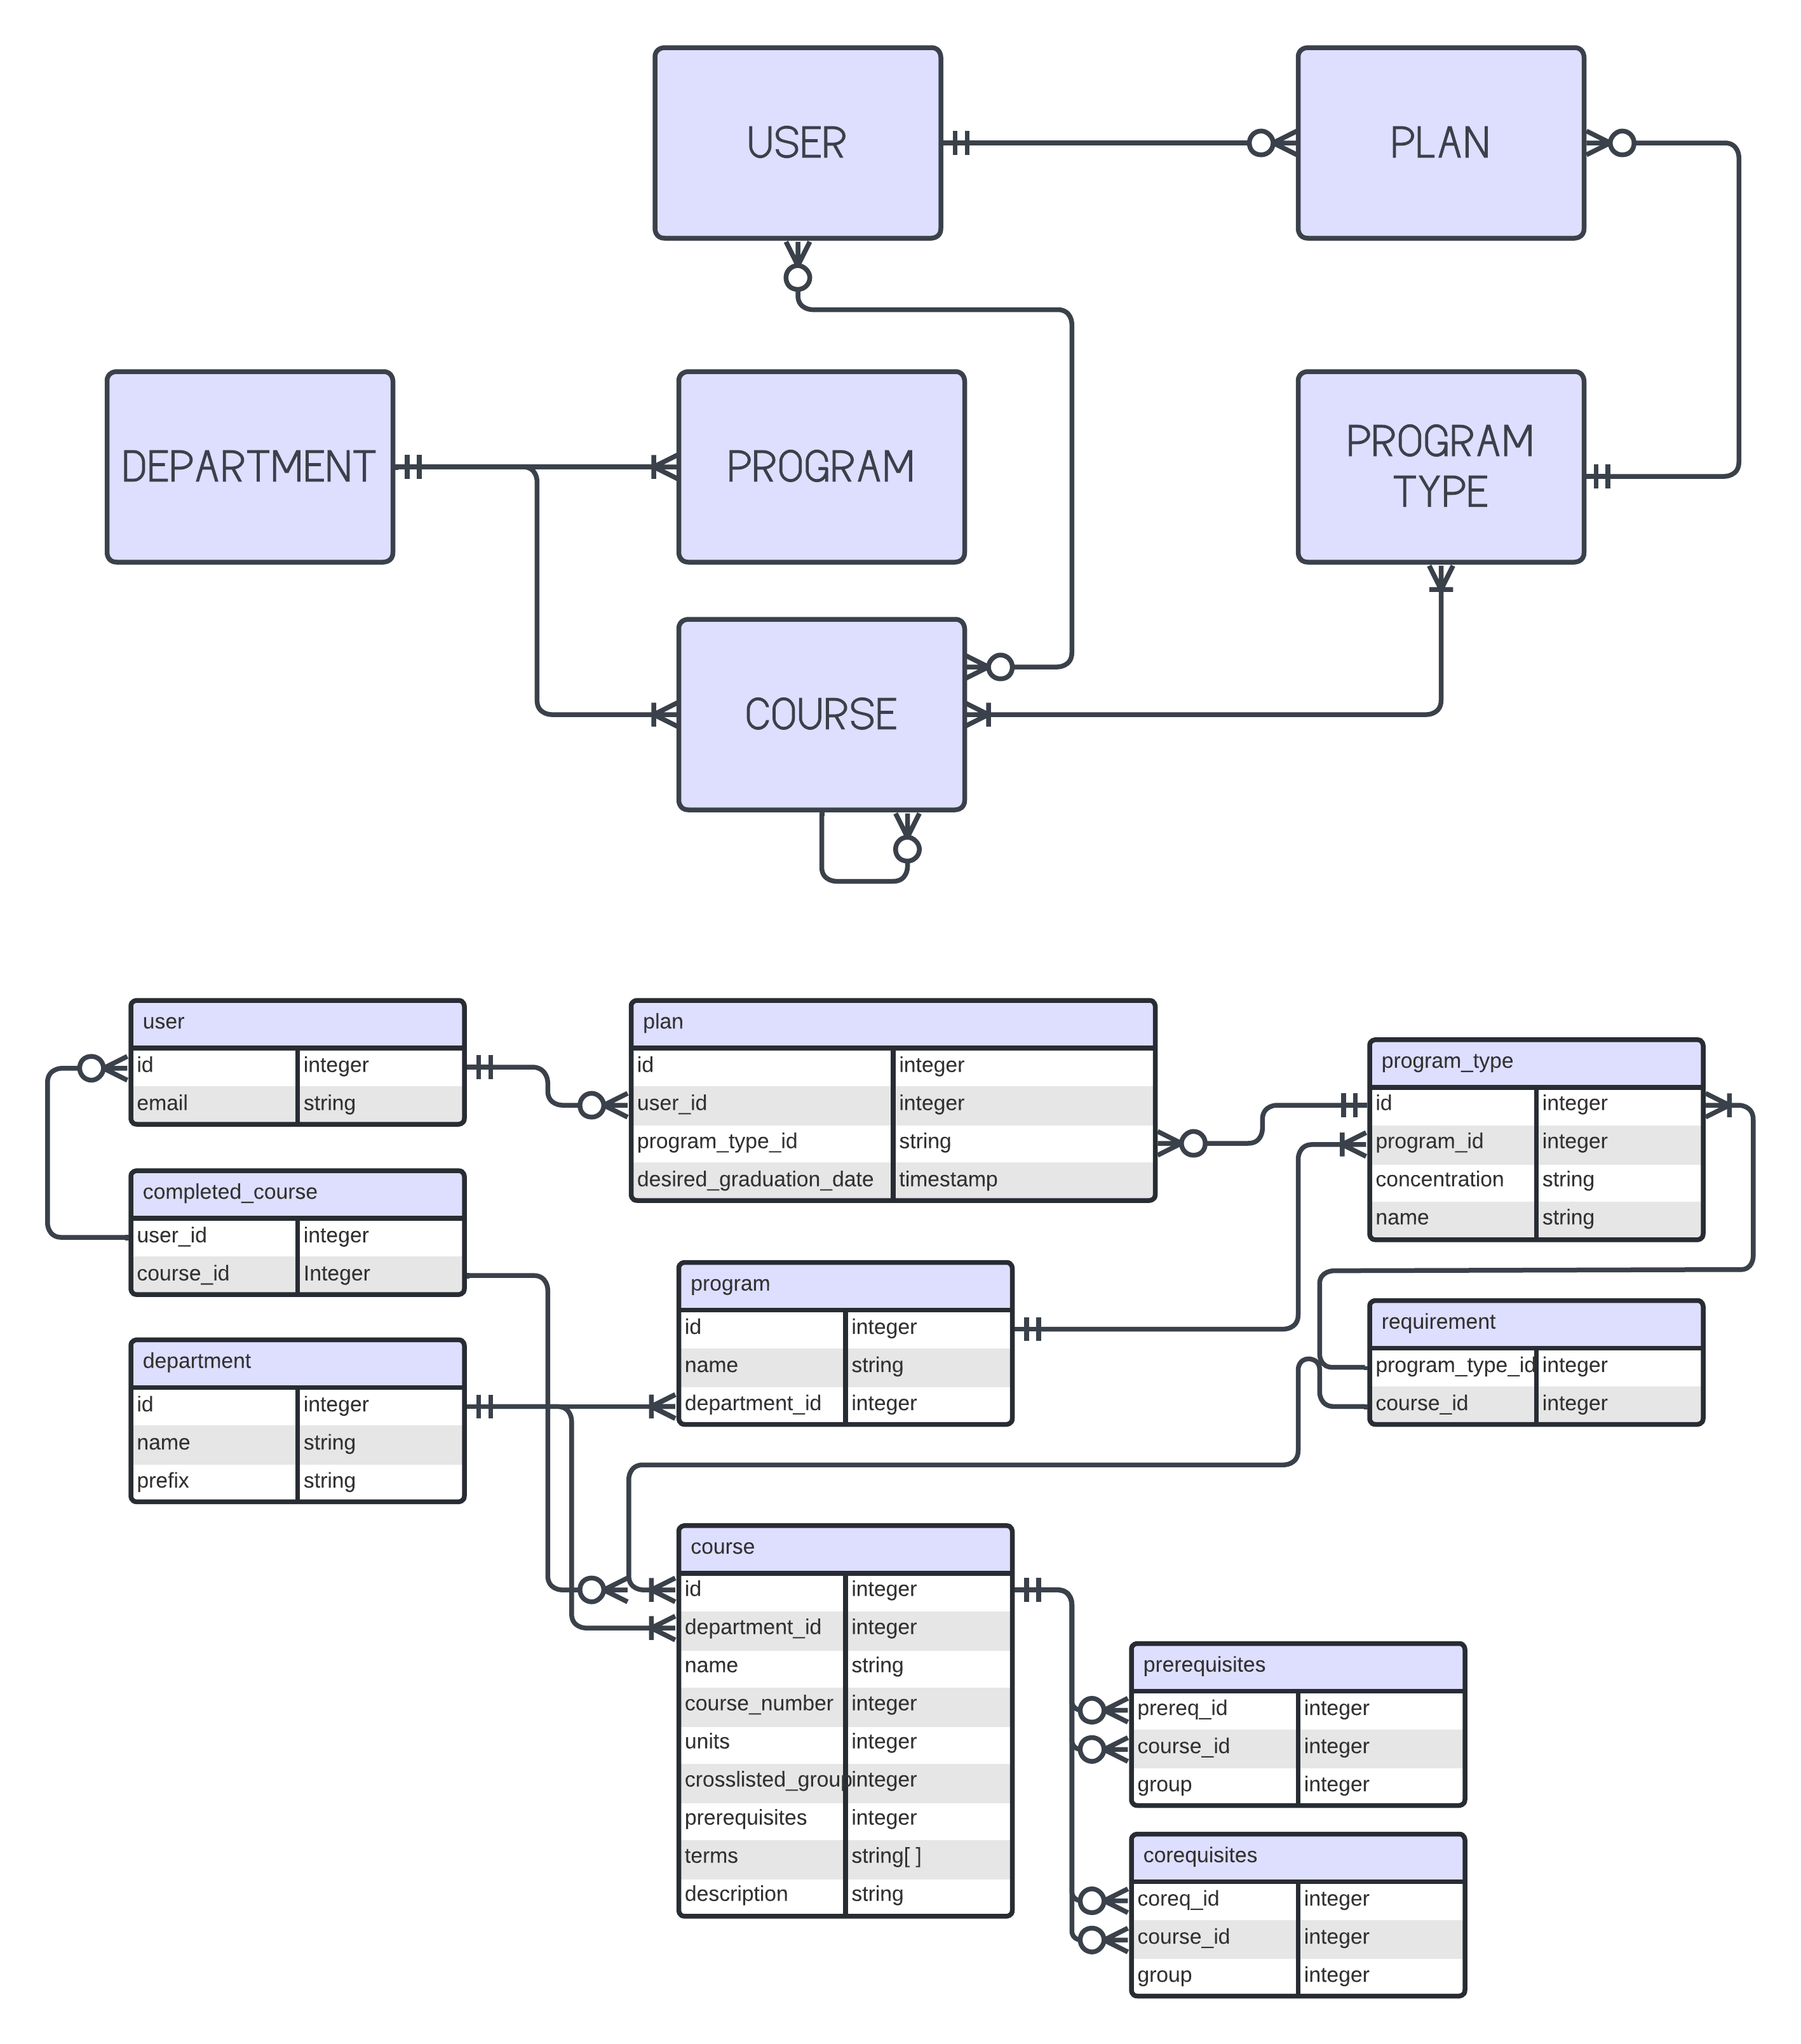 USER
PLAN
DEPARTMENT
PROGRAM
PROGRAM
TYPE
COURSE
user
id integer
email string
plan
id integer
user_id integer
program_type_id string
desired_graduation_date timestamp
program_type
id integer
program_id integer
concentration string
name string
completed_course
user_id integer
course_id Integer
program
id integer
name string
department_id integer
requirement
program_type_id integer
course_id integer
department
id integer
name string
prefix string
course
id integer
department_id integer
name string
course_number integer
units integer
crosslisted_group integer
prerequisites integer
terms string[ ]
description string
prerequisites
prereq_id integer
course_id integer
group integer
corequisites
coreq_id integer
course_id integer
group integer